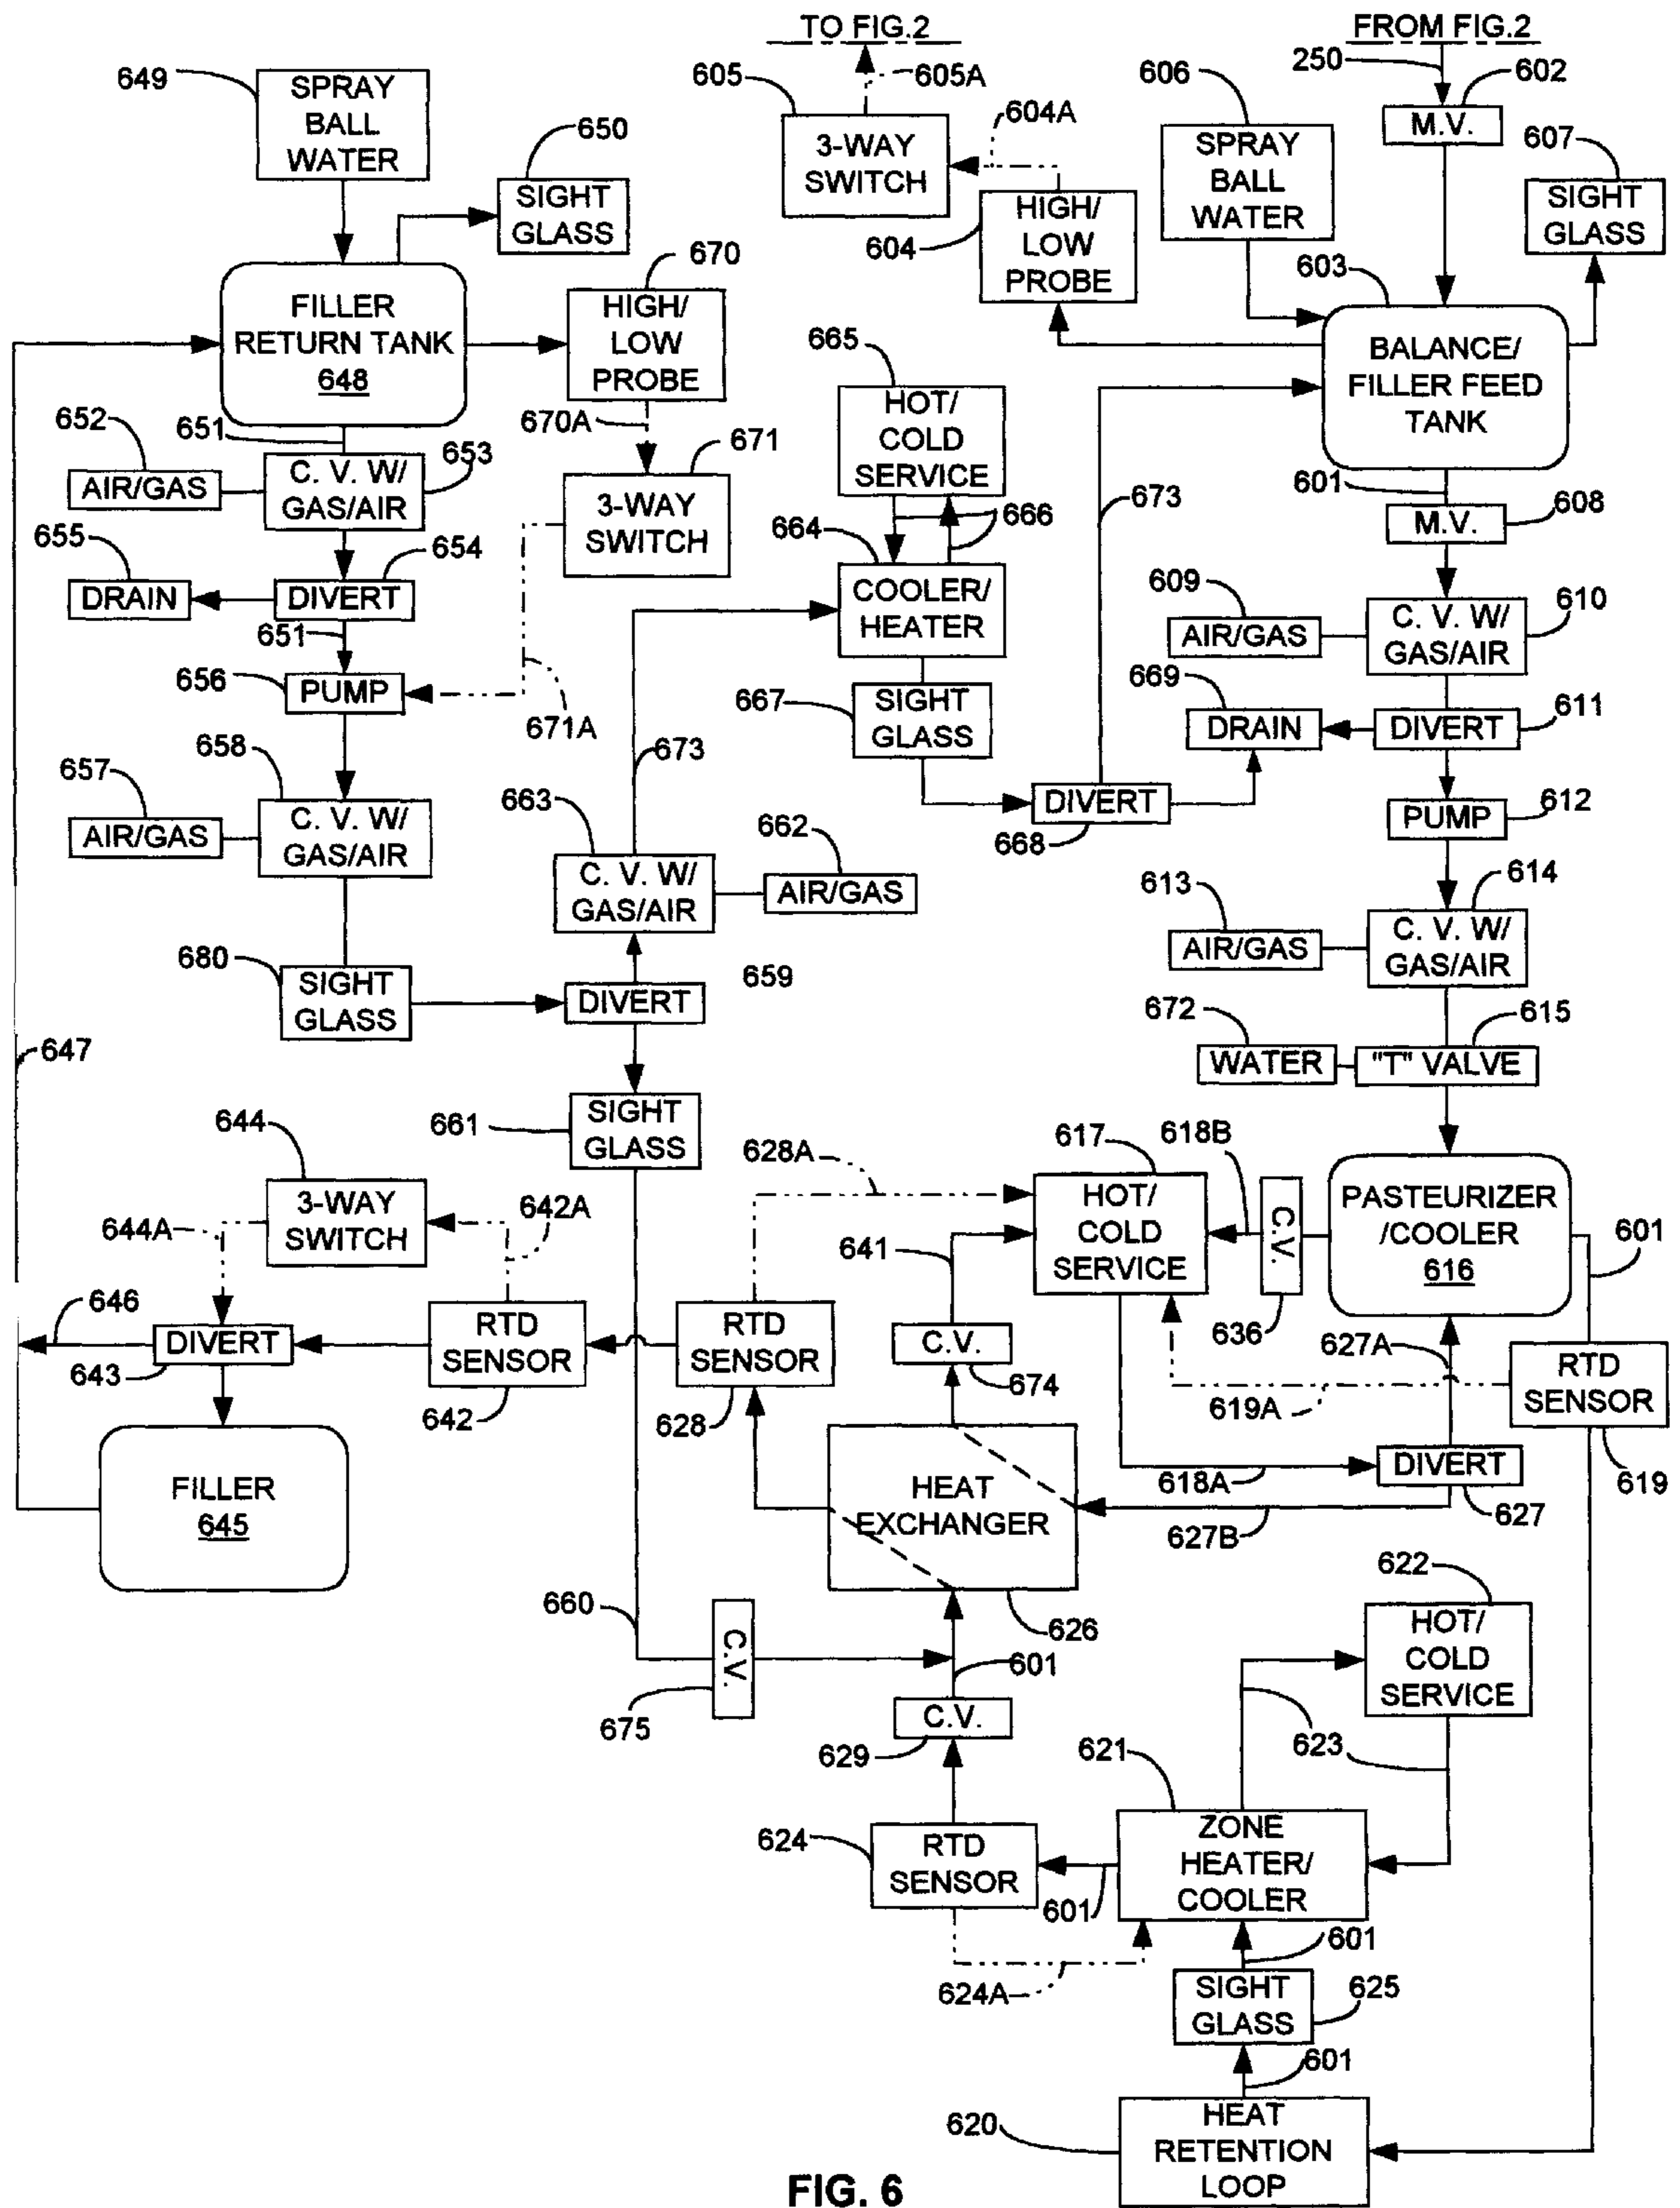 TO FIG.2
FROM FIG.2
649
SPRAY
BALL
WATER
650
SIGHT
GLASS
605
605A
3-WAY
SWITCH
604A
604
HIGH/
LOW
PROBE
606
SPRAY
BALL
WATER
250
602
M.V.
607
SIGHT
GLASS
603
BALANCE/
FILLER FEED
TANK
FILLER
RETURN TANK
648
670
HIGH/
LOW
PROBE
670A
671
3-WAY
SWITCH
671A
651
652
AIR/GAS
653
C. V. W/
GAS/AIR
655
DRAIN
654
DIVERT
651
656
PUMP
657
AIR/GAS
658
C. V. W/
GAS/AIR
680
SIGHT
GLASS
665
HOT/
COLD
SERVICE
666
664
COOLER/
HEATER
667
SIGHT
GLASS
673
673
668
DIVERT
663
C. V. W/
GAS/AIR
662
AIR/GAS
659
DIVERT
661
SIGHT
GLASS
601
608
M.V.
609
AIR/GAS
610
C. V. W/
GAS/AIR
669
DRAIN
611
DIVERT
612
PUMP
613
AIR/GAS
614
C. V. W/
GAS/AIR
672
WATER
615
"T" VALVE
647
644
3-WAY
SWITCH
644A
642A
646
DIVERT
643
RTD
SENSOR
642
628A
RTD
SENSOR
628
FILLER
645
617
HOT/
COLD
SERVICE
618B
C.V.
636
PASTEURIZER
/COOLER
616
601
641
C.V.
674
627A
619A
RTD
SENSOR
619
618A
DIVERT
627
627B
HEAT
EXCHANGER
626
660
C.V.
675
601
C.V.
629
622
HOT/
COLD
SERVICE
623
621
ZONE
HEATER/
COOLER
624
RTD
SENSOR
601
624A
601
SIGHT
GLASS
625
601
620
HEAT
RETENTION
LOOP
FIG. 6